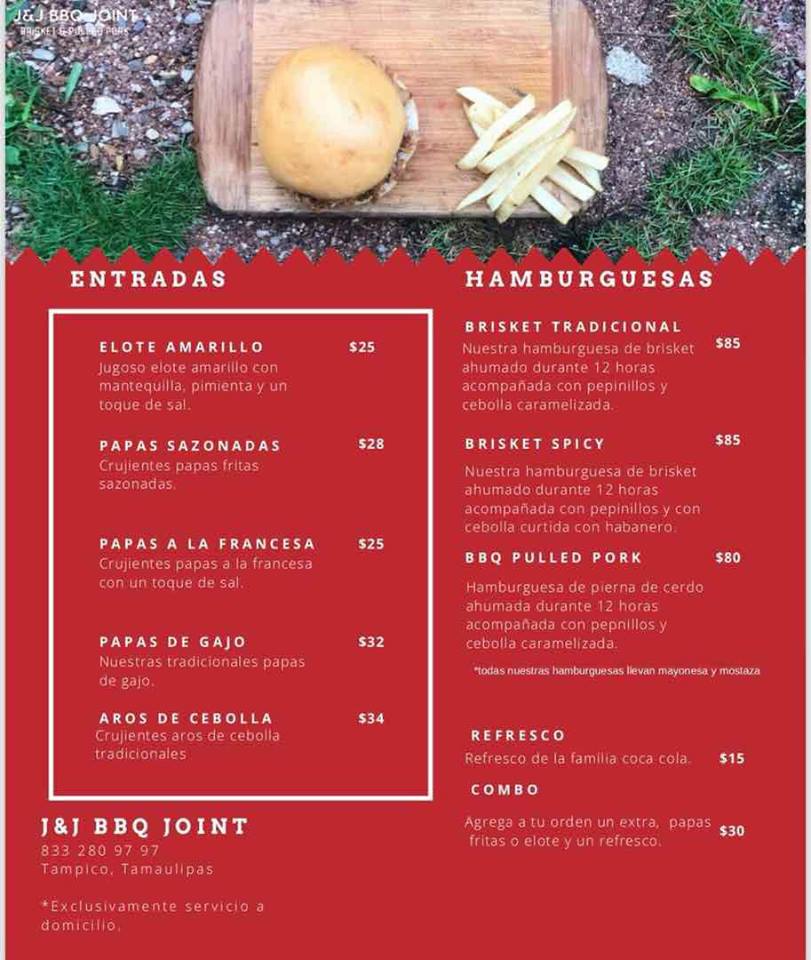 J&J BBQ JOINT
BRISKET & PULLED PORK
ENTRADAS
ELOTE AMARILLO $25
Jugoso elote amarillo con
mantequilla, pimienta y un
toque de sal.
PAPAS SAZONADAS $28
Crujientes papas fritas
sazonadas.
PAPAS A LA FRANCESA $25
Crujientes papas a la francesa
con un toque de sal.
PAPAS DE GAJO $32
Nuestras tradicionales papas
de gajo.
AROS DE CEBOLLA $34
Crujientes aros de cebolla
tradicionales
J&J BBQ JOINT
833 280 97 97
Tampico, Tamaulipas
*Exclusivamente servicio a
domicilio.
HAMBURGUESAS
BRISKET TRADICIONAL $85
Nuestra hamburguesa de brisket
ahumado durante 12 horas
acompañada con pepinillos y
cebolla caramelizada.
BRISKET SPICY $85
Nuestra hamburguesa de brisket
ahumado durante 12 horas
acompañada con pepinillos y con
cebolla curtida con habanero.
BBQ PULLED PORK $80
Hamburguesa de pierna de cerdo
ahumada durante 12 horas
acompañada con pepnillos y
cebolla caramelizada.
*todas nuestras hamburguesas llevan mayonesa y mostaza
REFRESCO
Refresco de la familia coca cola. $15
COMBO
Agrega a tu orden un extra, papas $30
fritas o elote y un refresco.